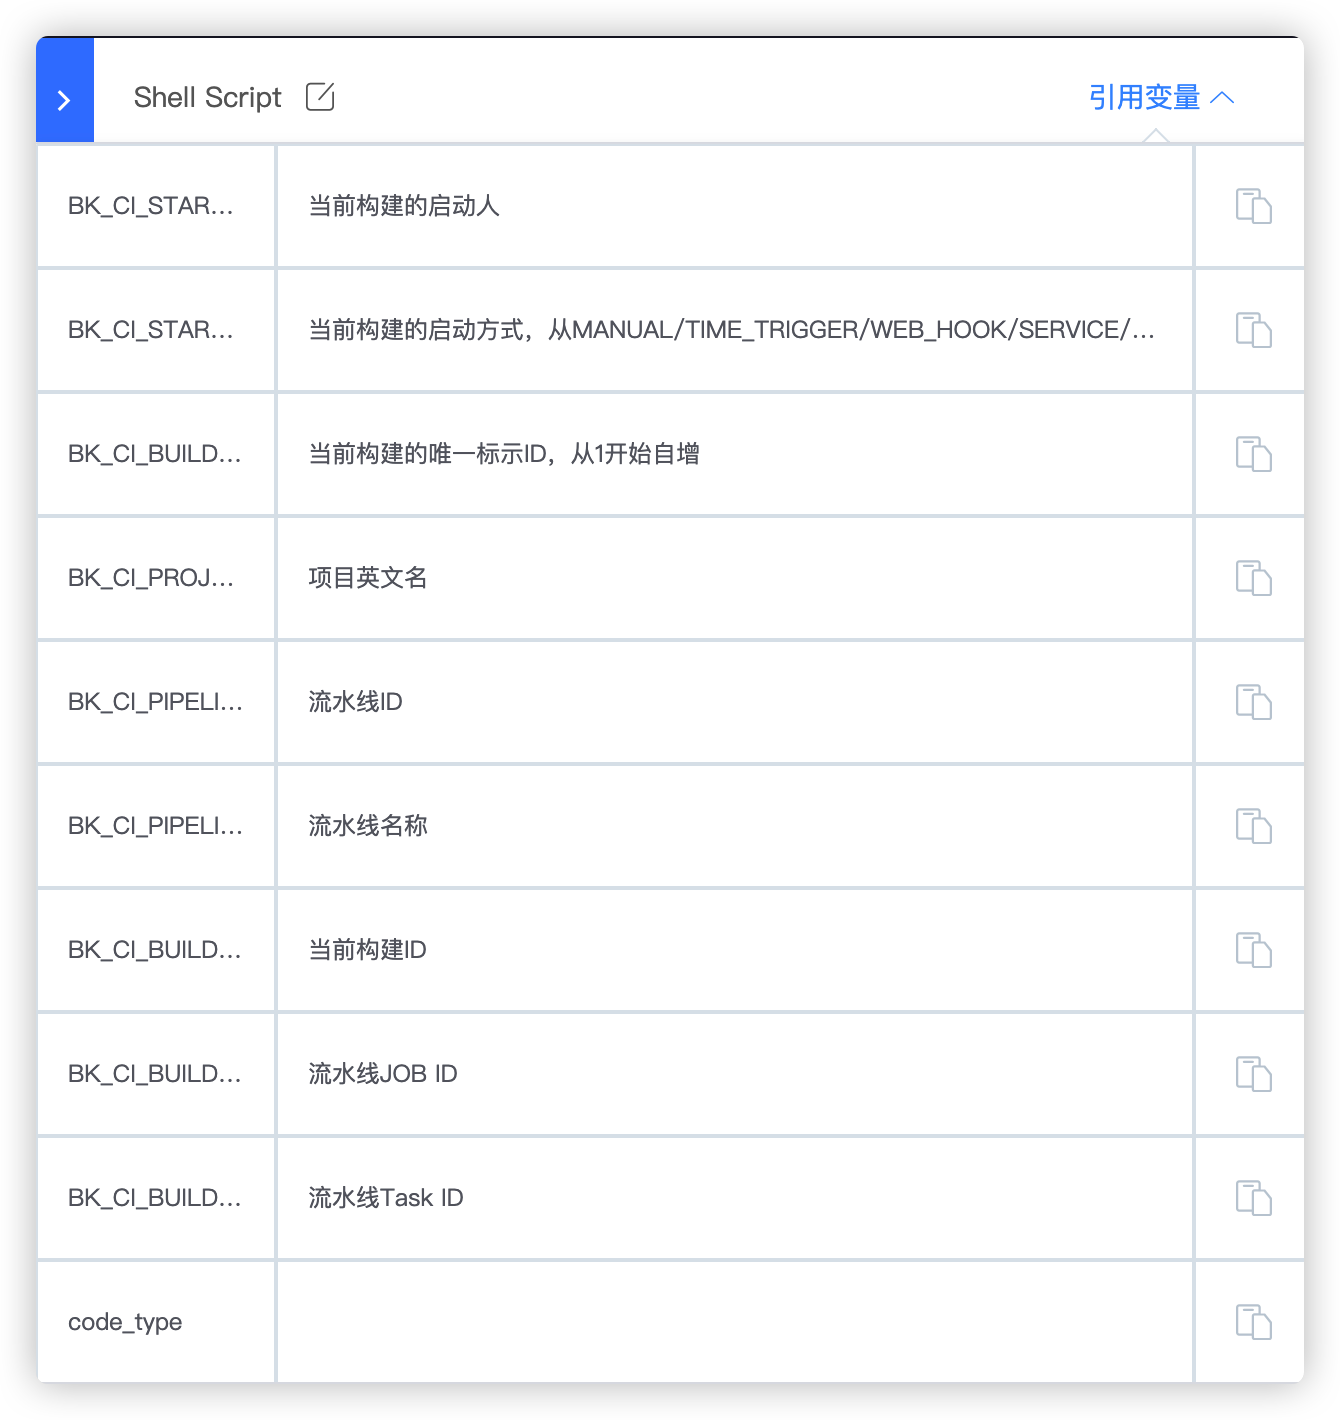 Shell Script
引用变量
BK_CI_STAR...
当前构建的启动人
BK_CI_STAR...
当前构建的启动方式，从MANUAL/TIME_TRIGGER/WEB_HOOK/SERVICE/...
BK_CI_BUILD...
当前构建的唯一标示ID，从1开始自增
BK_CI_PROJ...
项目英文名
BK_CI_PIPELI...
流水线ID
BK_CI_PIPELI...
流水线名称
BK_CI_BUILD...
当前构建ID
BK_CI_BUILD...
流水线JOB ID
BK_CI_BUILD...
流水线Task ID
code_type